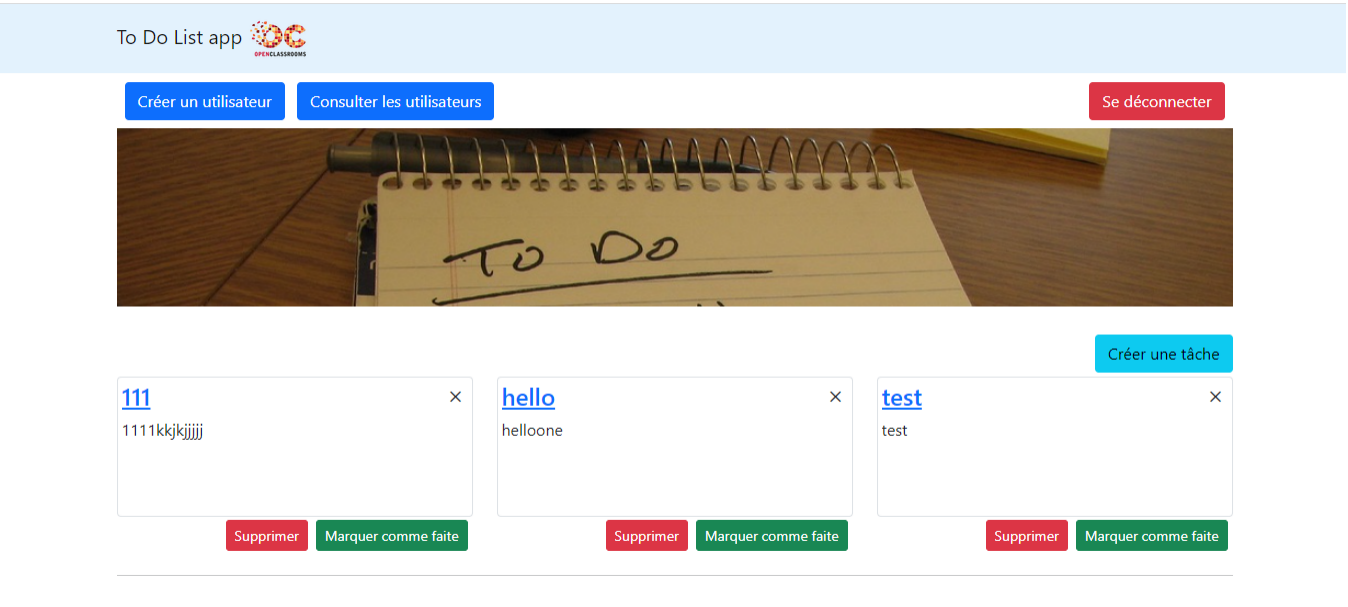 To Do List app OC
OPENCLASSROOMS
Créer un utilisateur Consulter les utilisateurs Se déconnecter
To Do
Créer une tâche
111
1111kkjkjjjjj
Supprimer Marquer comme faite
hello
helloone
Supprimer Marquer comme faite
test
test
Supprimer Marquer comme faite